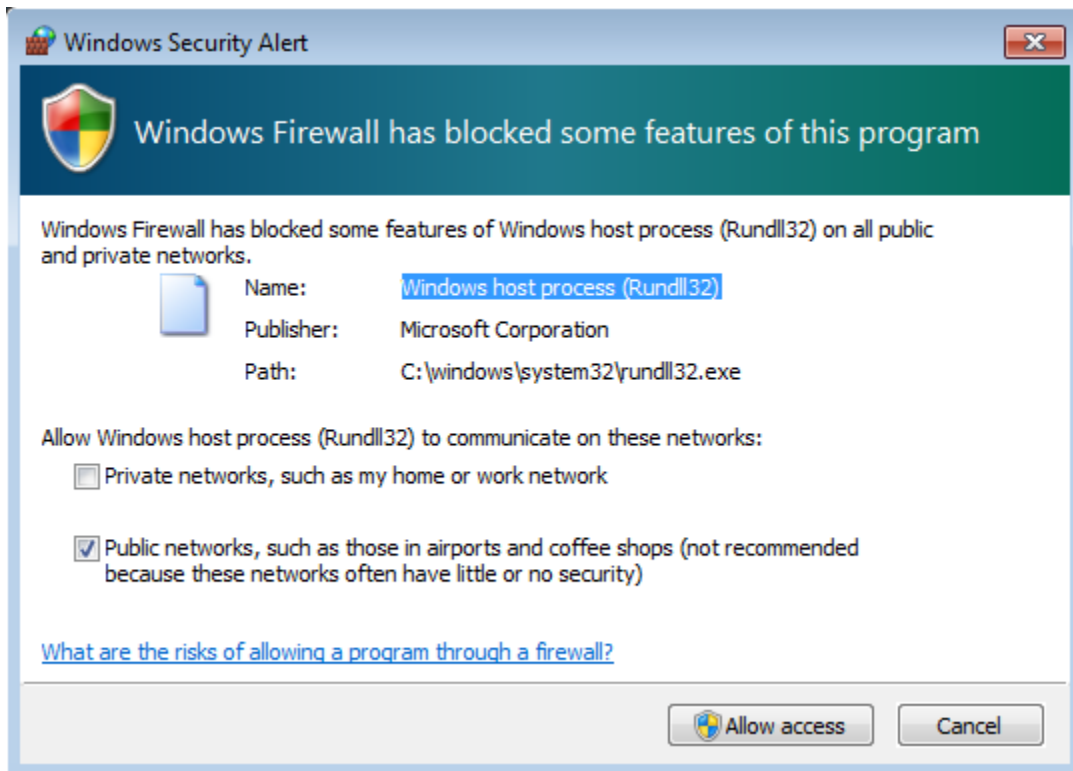 Windows Security Alert
Windows Firewall has blocked some features of this program
Windows Firewall has blocked some features of Windows host process (Rundll32) on all public
and private networks.
Name: Windows host process (Rundll32)
Publisher: Microsoft Corporation
Path: C:\windows\system32\rundll32.exe
Allow Windows host process (Rundll32) to communicate on these networks:
Private networks, such as my home or work network
Public networks, such as those in airports and coffee shops (not recommended
because these networks often have little or no security)
What are the risks of allowing a program through a firewall?
Allow access Cancel